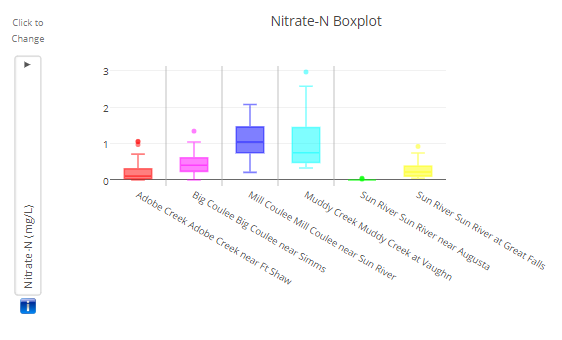 Nitrate-N Boxplot
Click to
Change
►
Nitrate-N (mg/L)
i
3
2
1
0
Adobe Creek Adobe Creek near Ft Shaw
Big Coulee Big Coulee near Simms
Mill Coulee Mill Coulee near Sun River
Muddy Creek Muddy Creek at Vaughn
Sun River Sun River near Augusta
Sun River Sun River at Great Falls